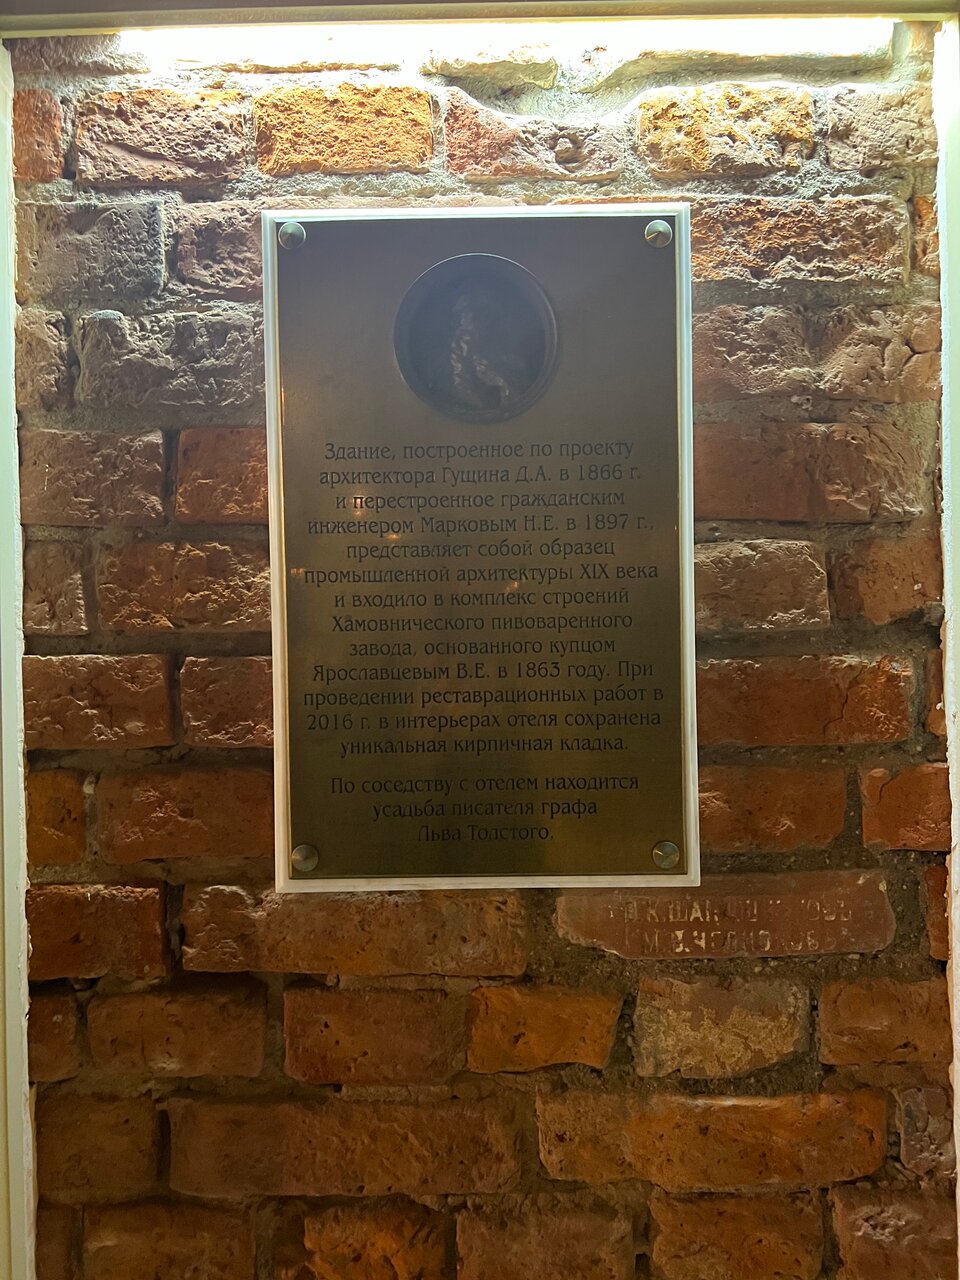 Здание, построенное по проекту
архитектора Гущина Д.А. в 1866 г.
и перестроенное гражданским
инженером Марковым Н.Е. в 1897 г.,
представляет собой образец
промышленной архитектуры XIX века
и входило в комплекс строений
Хамовнического пивоваренного
завода, основанного купцом
Ярославцевым В.Е. в 1863 году. При
проведении реставрационных работ в
2016 г. в интерьерах отеля сохранена
уникальная кирпичная кладка.
По соседству с отелем находится
усадьба писателя графа
Льва Толстого.